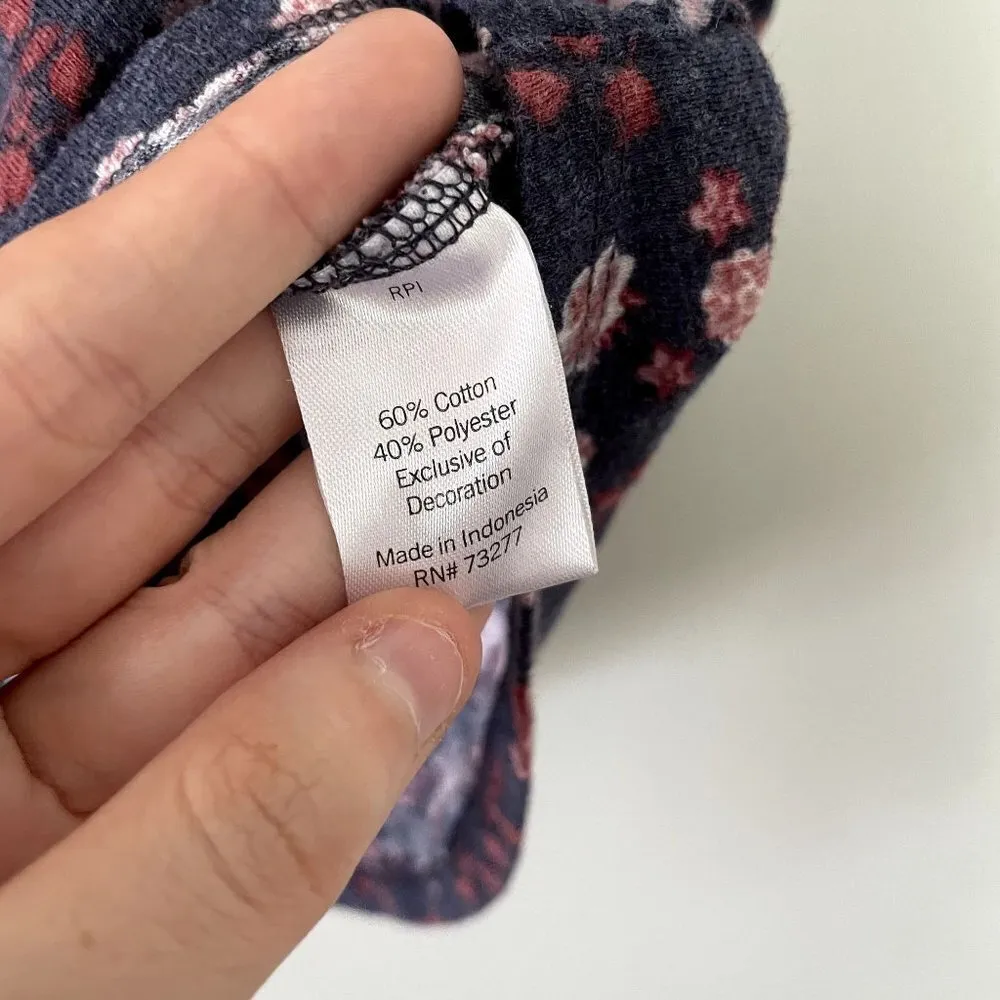 RPI
60% Cotton
40% Polyester
Exclusive of
Decoration
Made in Indonesia
RN# 73277